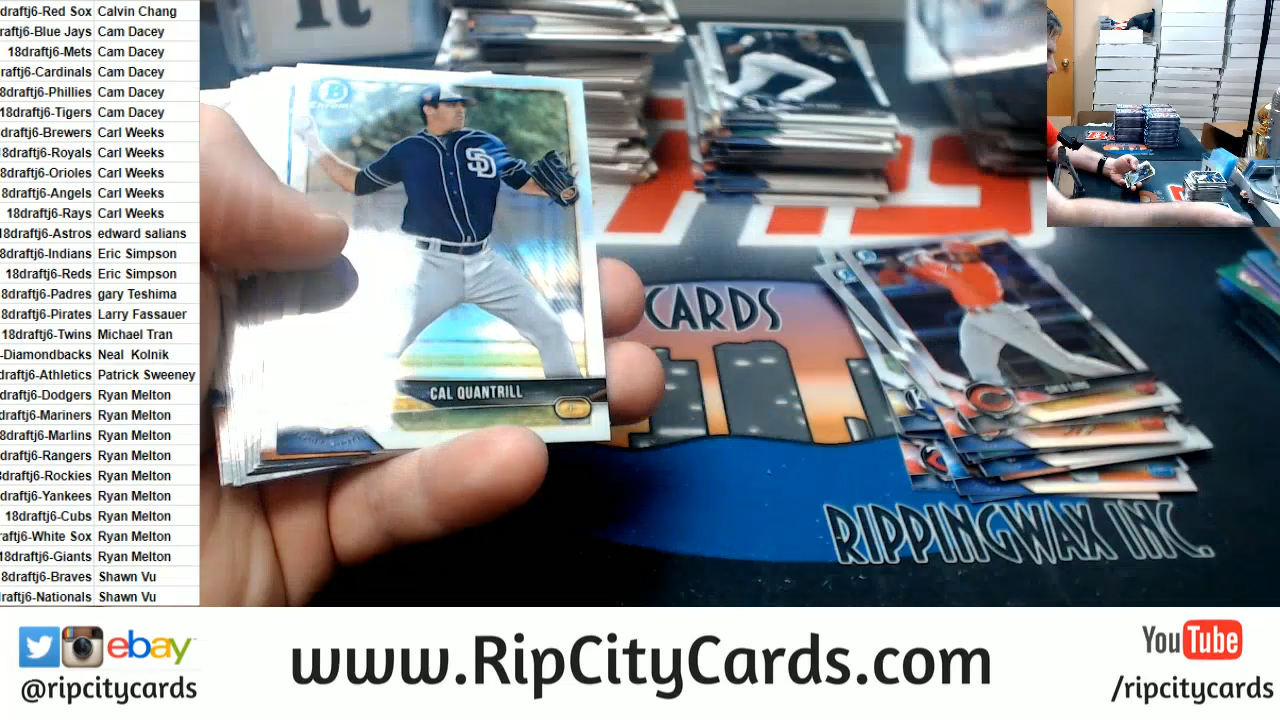 draftj6-Red Sox Calvin Chang
raftj6-Blue Jays Cam Dacey
18draftj6-Mets Cam Dacey
raftj6-Cardinals Cam Dacey
8draftj6-Phillies Cam Dacey
18draftj6-Tigers Cam Dacey
draftj6-Brewers Carl Weeks
8draftj6-Royals Carl Weeks
draftj6-Orioles Carl Weeks
8draftj6-Angels Carl Weeks
18draftj6-Rays Carl Weeks
8draftj6-Astros edward salians
8draftj6-Indians Eric Simpson
18draftj6-Reds Eric Simpson
8draftj6-Padres gary Teshima
8draftj6-Pirates Larry Fassauer
18draftj6-Twins Michael Tran
-Diamondbacks Neal Kolnik
draftj6-Athletics Patrick Sweeney
draftj6-Dodgers Ryan Melton
draftj6-Mariners Ryan Melton
8draftj6-Marlins Ryan Melton
draftj6-Rangers Ryan Melton
draftj6-Rockies Ryan Melton
draftj6-Yankees Ryan Melton
18draftj6-Cubs Ryan Melton
raftj6-White Sox Ryan Melton
18draftj6-Giants Ryan Melton
8draftj6-Braves Shawn Vu
raftj6-Nationals Shawn Vu
B
Chrome
SD
CAL QUANTRILL
CARDS
RIPPINGWAX INC.
ebay
@ripcitycards
www.RipCityCards.com
YouTube
/ripcitycards